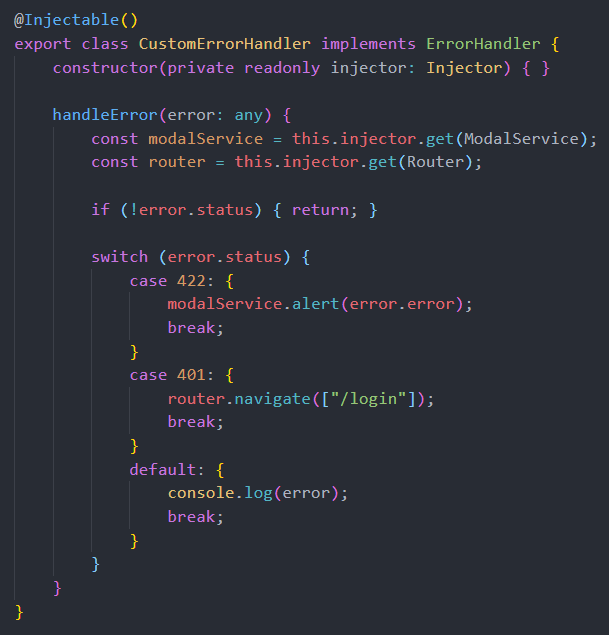 @Injectable()
export class CustomErrorHandler implements ErrorHandler {
    constructor(private readonly injector: Injector) { }

    handleError(error: any) {
        const modalService = this.injector.get(ModalService);
        const router = this.injector.get(Router);

        if (!error.status) { return; }

        switch (error.status) {
            case 422: {
                modalService.alert(error.error);
                break;
            }
            case 401: {
                router.navigate(["/login"]);
                break;
            }
            default: {
                console.log(error);
                break;
            }
        }
    }
}